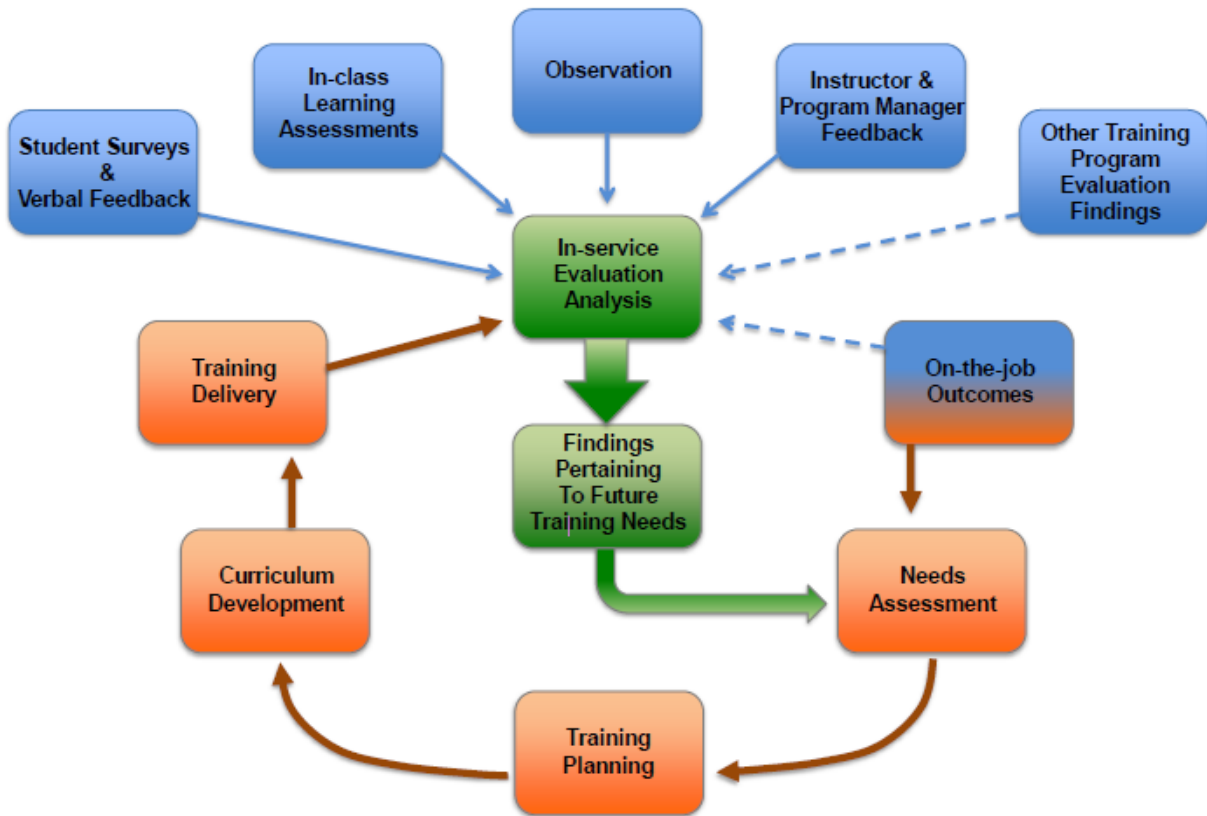 Observation
In-class
Learning
Assessments
Instructor &
Program Manager
Feedback
Student Surveys
&
Verbal Feedback
Other Training
Program
Evaluation
Findings
In-service
Evaluation
Analysis
Training
Delivery
On-the-job
Outcomes
Findings
Pertaining
To Future
Training Needs
Curriculum
Development
Needs
Assessment
Training
Planning